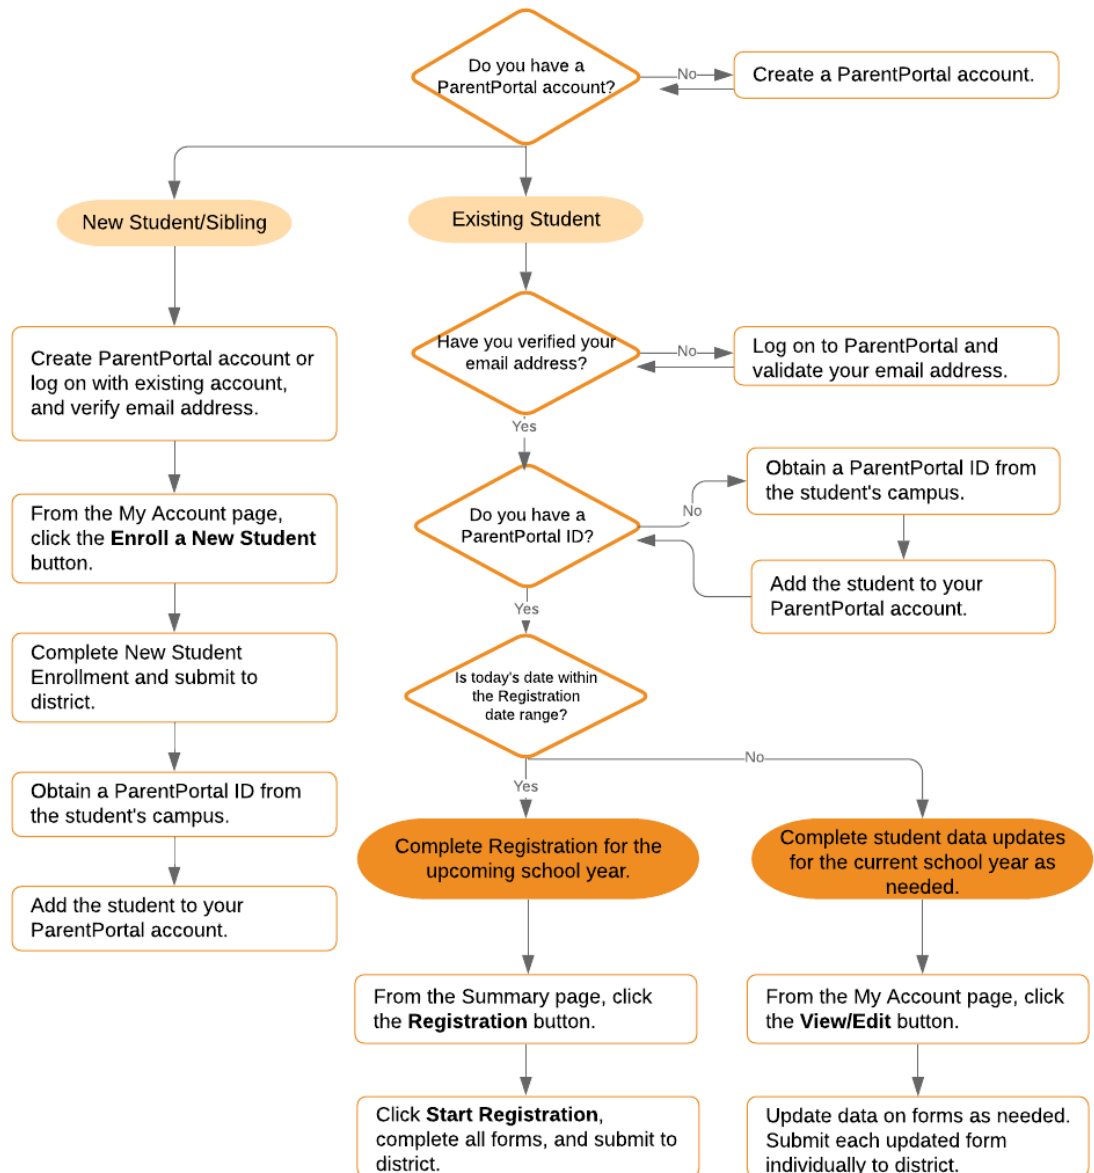 Do you have a
ParentPortal account?
No
Create a ParentPortal account.
New Student/Sibling
Existing Student
Create ParentPortal account or
log on with existing account,
and verify email address.
From the My Account page,
click the Enroll a New Student
button.
Complete New Student
Enrollment and submit to
district.
Obtain a ParentPortal ID from
the student's campus.
Add the student to your
ParentPortal account.
Have you verified your
email address?
No
Log on to ParentPortal and
validate your email address.
Yes
Do you have a
ParentPortal ID?
No
Obtain a ParentPortal ID from
the student's campus.
Add the student to your
ParentPortal account.
Yes
Is today's date within
the Registration
date range?
Yes
No
Complete Registration for the
upcoming school year.
From the Summary page, click
the Registration button.
Click Start Registration,
complete all forms, and submit to
district.
Complete student data updates
for the current school year as
needed.
From the My Account page, click
the View/Edit button.
Update data on forms as needed.
Submit each updated form
individually to district.